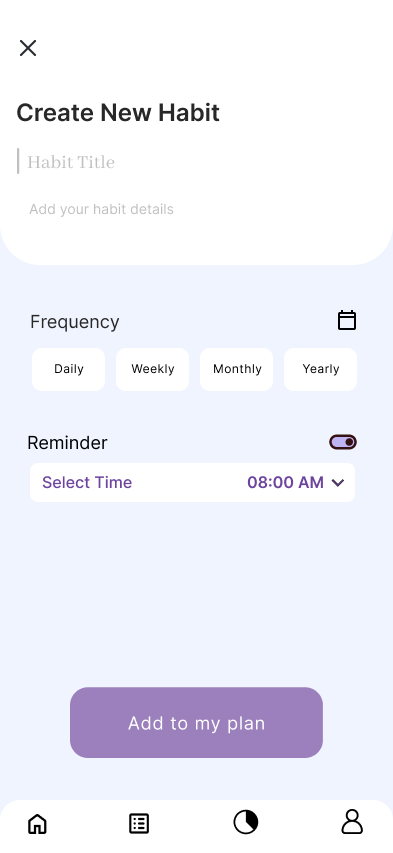 Create New Habit
Habit Title
Add your habit details
Frequency
Daily Weekly Monthly Yearly
Reminder
Select Time 08:00 AM
Add to my plan